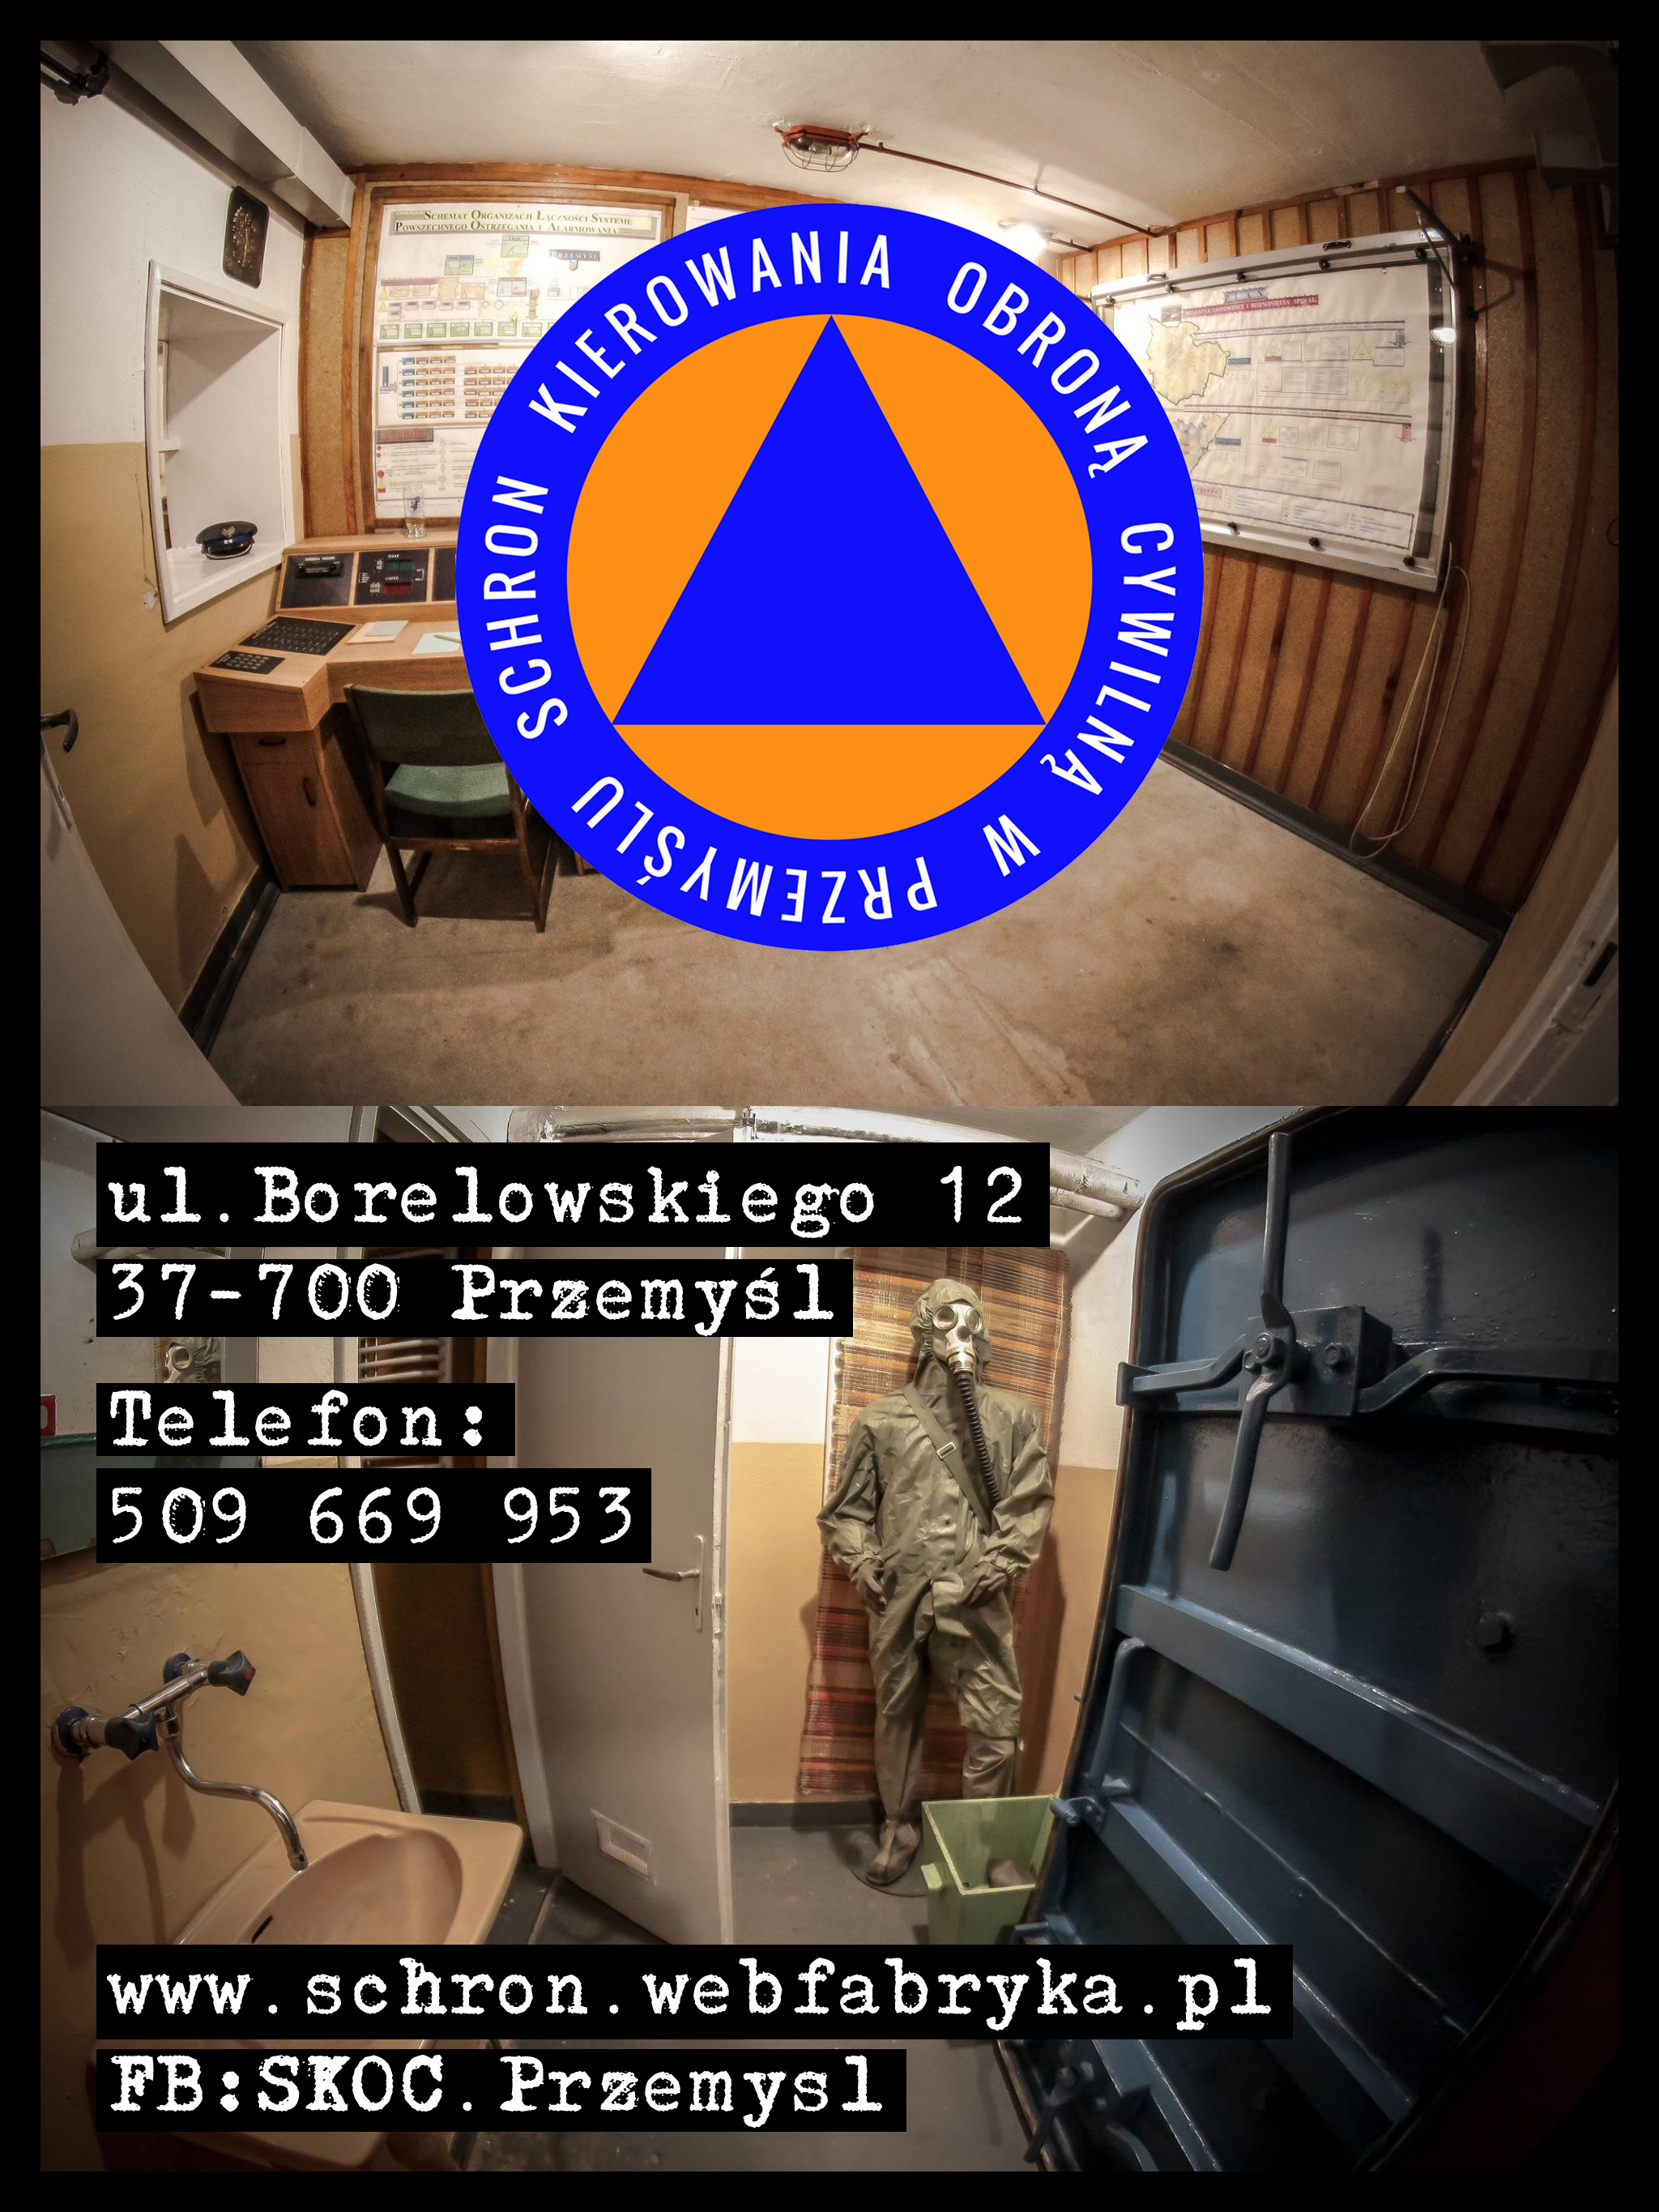 SCHEMAT ORGANIZACJI ŁĄCZNOŚCI SYSTEMU
POWSZECHNEGO OSTRZEGANIA I ALARMOWANIA
PRZEMYŚL
SCHRON KIEROWANIA OBRONĄ CYWILNĄ W PRZEMYŚLU
ul.Borelowskiego 12
37-700 Przemyśl
Telefon:
509 669 953
www.schron.webfabryka.pl
FB:SKOC.Przemysl